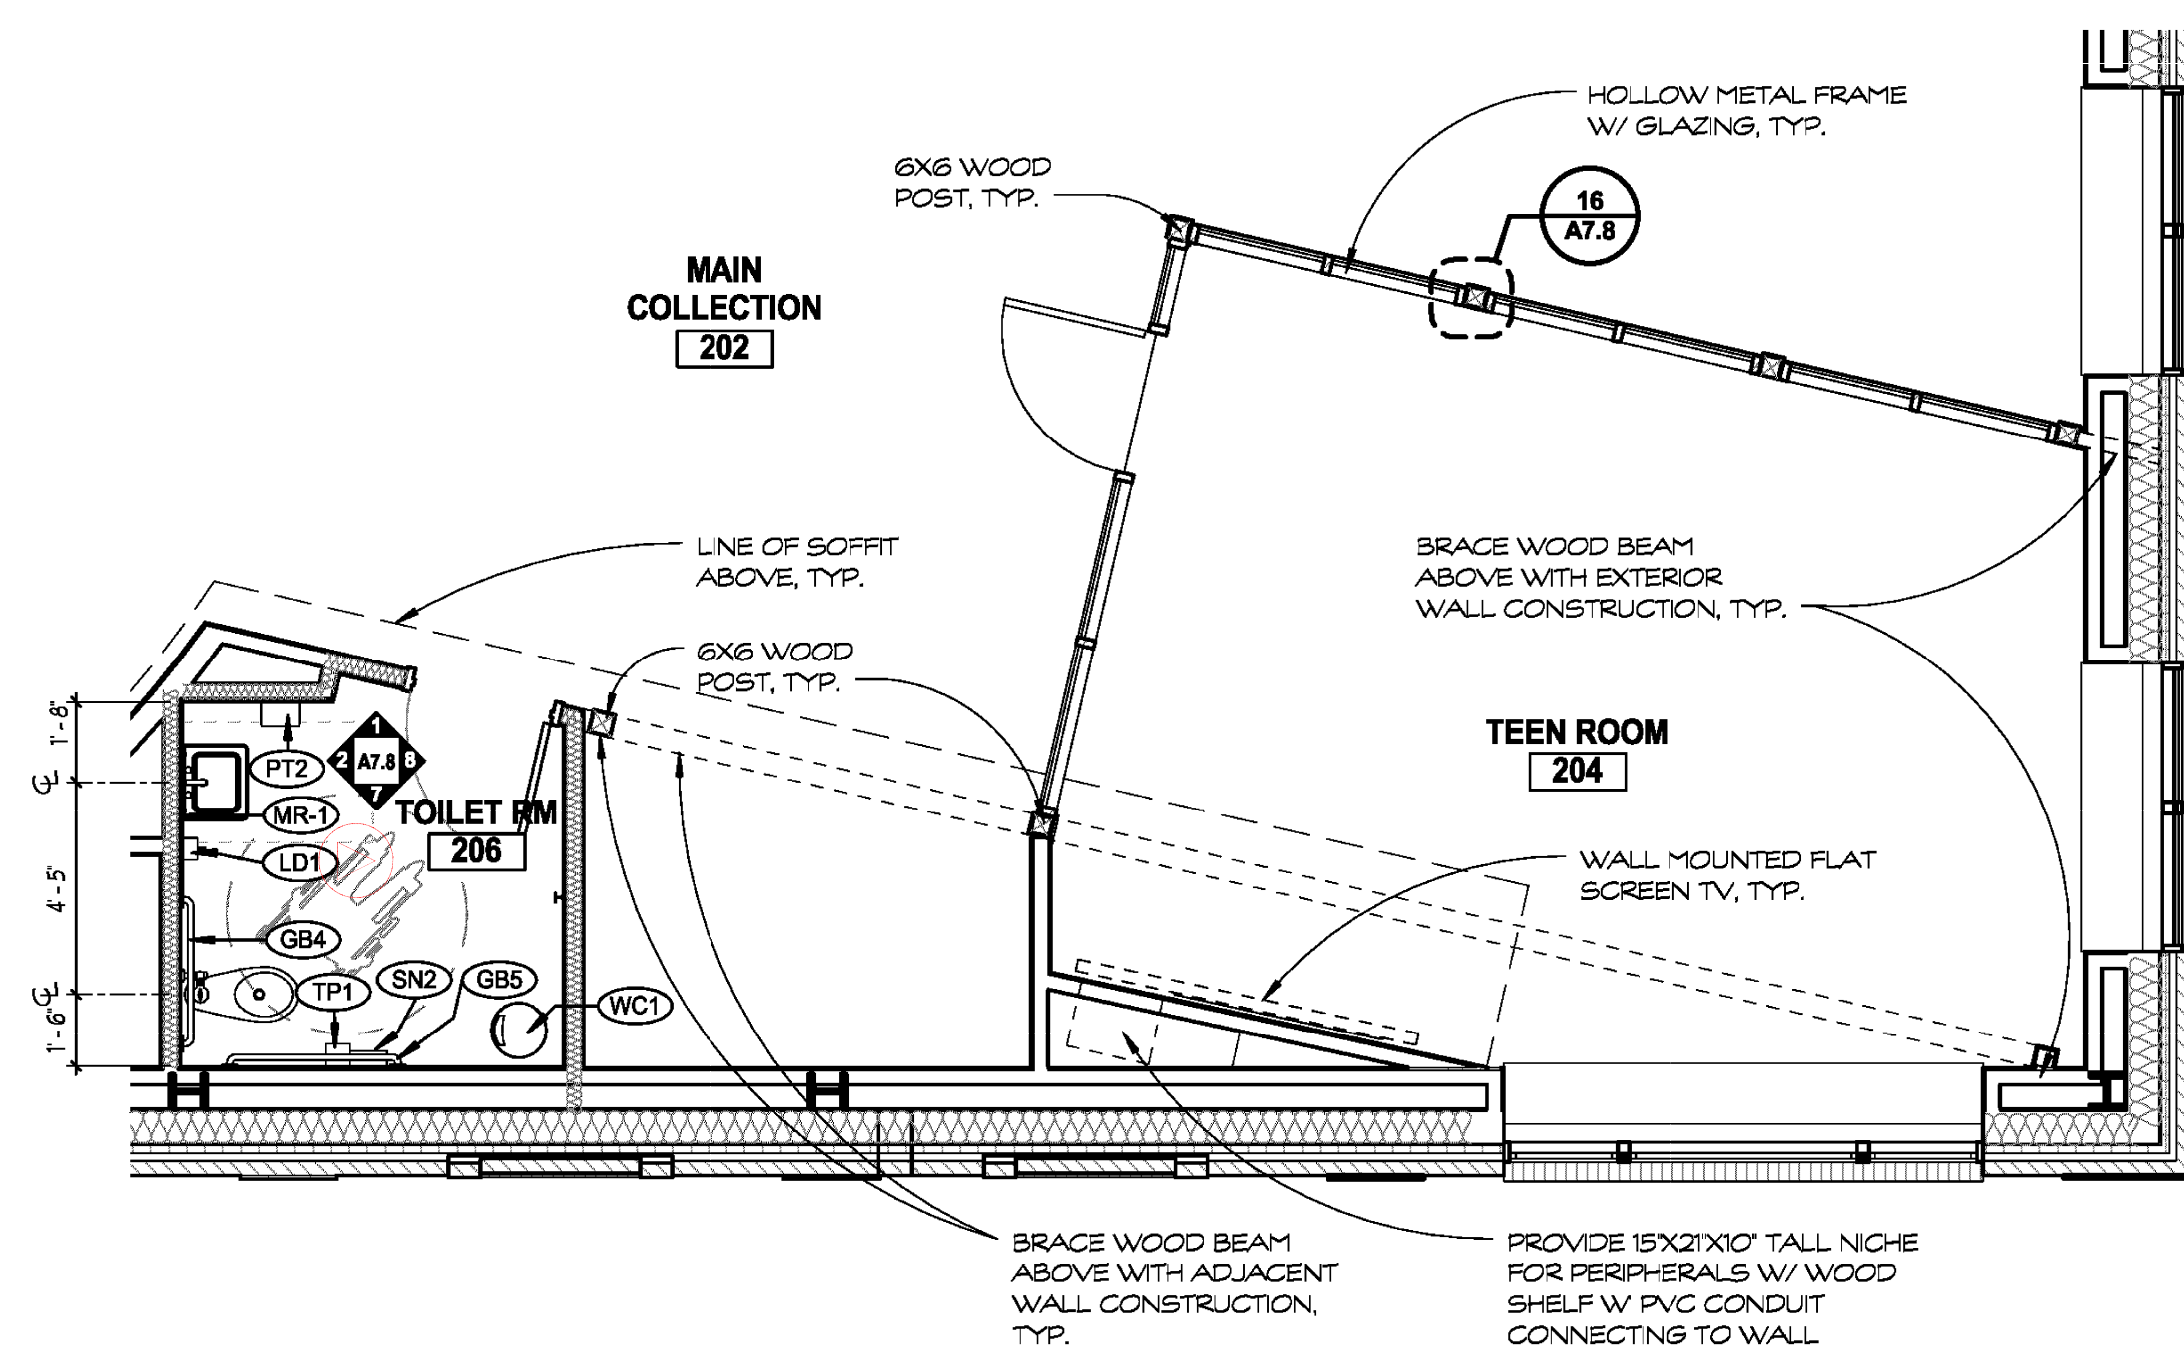 HOLLOW METAL FRAME
W/ GLAZING, TYP.
6X6 WOOD
POST, TYP.
16
A7.8
MAIN
COLLECTION
202
LINE OF SOFFIT
ABOVE, TYP.
BRACE WOOD BEAM
ABOVE WITH EXTERIOR
WALL CONSTRUCTION, TYP.
6X6 WOOD
POST, TYP.
TEEN ROOM
204
1'-8"
℄
4'-5"
℄
1'-6"
1
2 A7.8 8
7
PT2
MR-1
TOILET RM
206
LD1
GB4
TP1
SN2
GB5
WC1
WALL MOUNTED FLAT
SCREEN TV, TYP.
BRACE WOOD BEAM
ABOVE WITH ADJACENT
WALL CONSTRUCTION,
TYP.
PROVIDE 15"X21"X10" TALL NICHE
FOR PERIPHERALS W/ WOOD
SHELF W PVC CONDUIT
CONNECTING TO WALL